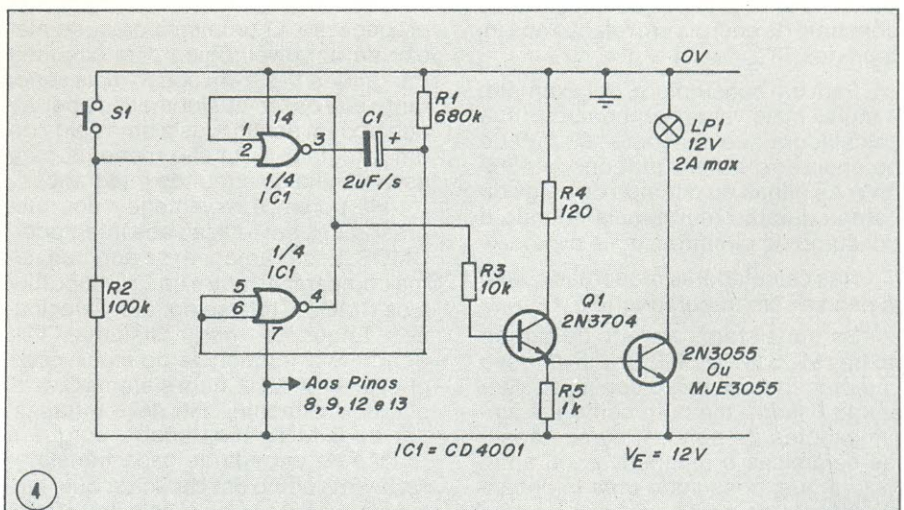 0V
S1
14
1
2
3
1/4
IC1
C1
+
2uF/s
R1
680k
LP1
12V
2A max
R4
120
1/4
IC1
5
6
4
7
R2
100k
R3
10k
Q1
2N3704
2N3055
Ou
MJE3055
Aos Pinos
8, 9, 12 e 13
R5
1k
IC1 = CD4001
VE = 12V
4